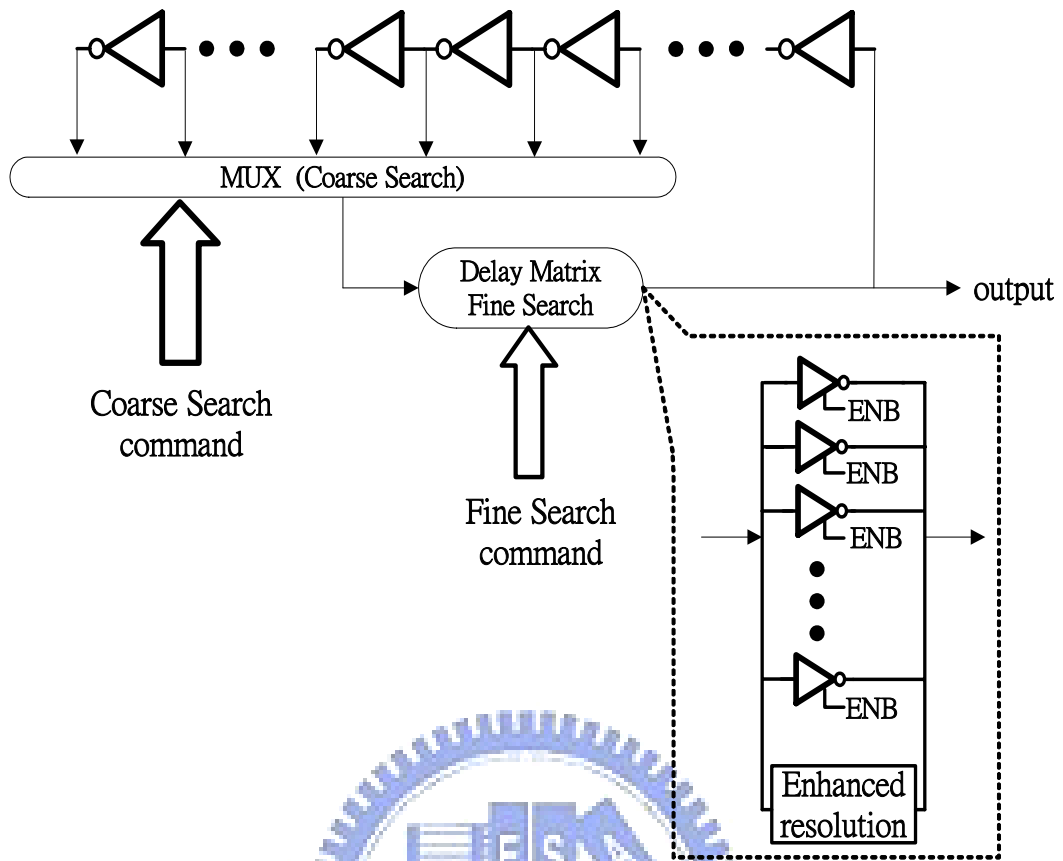 MUX (Coarse Search)
Delay Matrix
Fine Search
output
Coarse Search
command
Fine Search
command
ENB
ENB
ENB
ENB
Enhanced
resolution
E S A